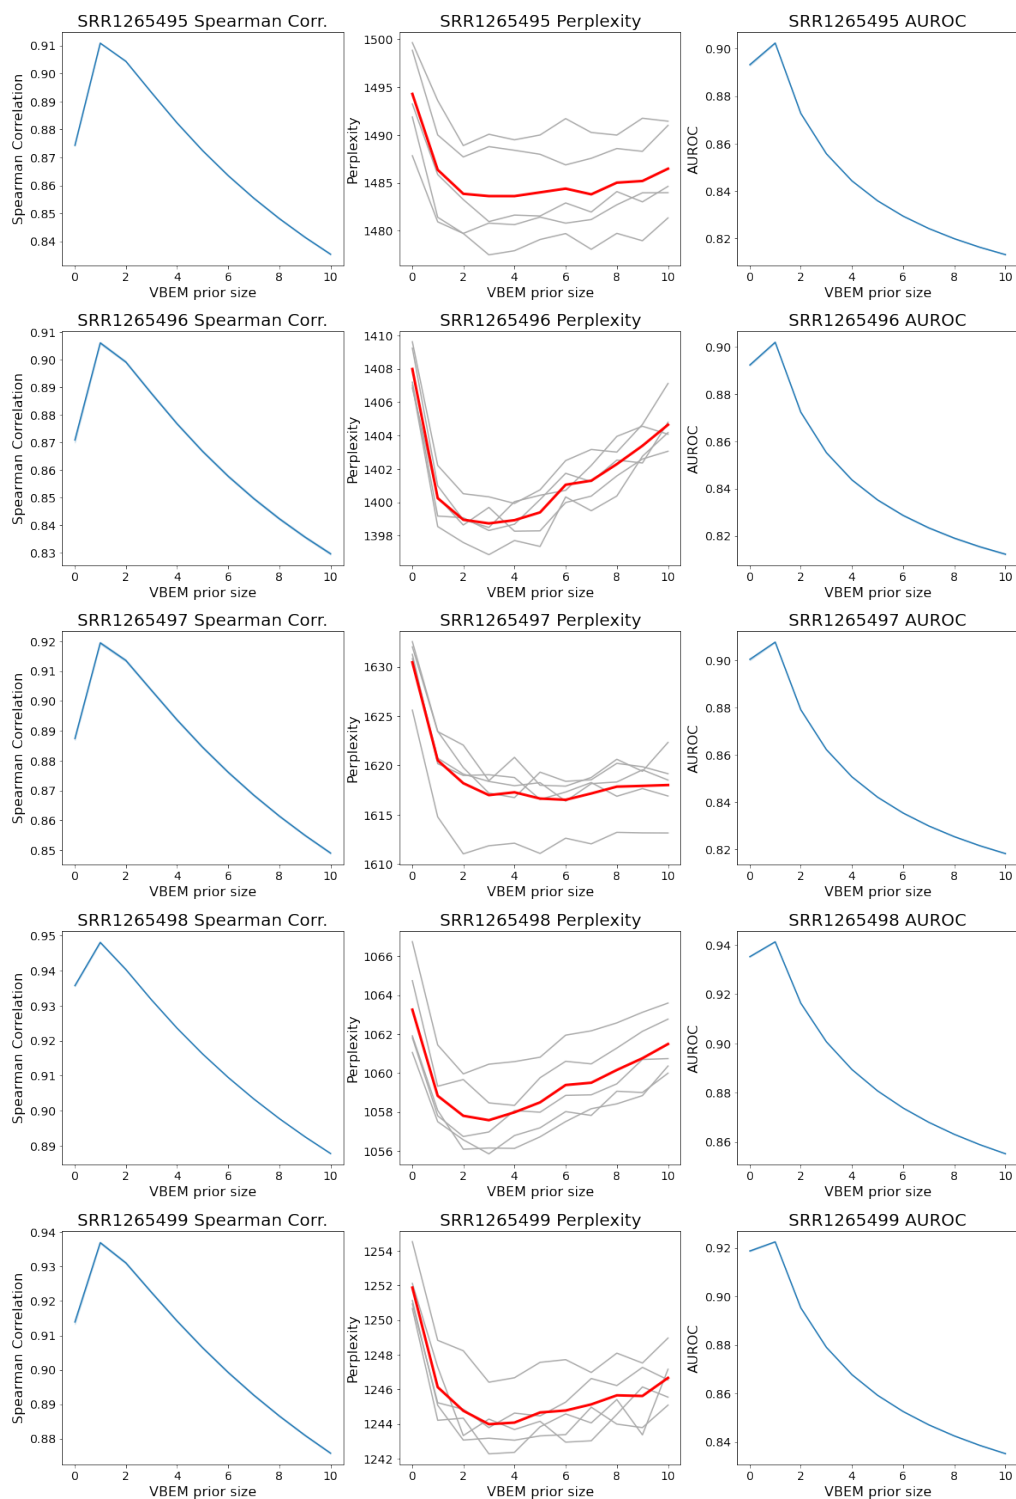 SRR1265495 Spearman Corr.
Spearman Correlation
0.91
0.90
0.89
0.88
0.87
0.86
0.85
0.84
0 2 4 6 8 10
VBEM prior size
SRR1265495 Perplexity
Perplexity
1500
1495
1490
1485
1480
0 2 4 6 8 10
VBEM prior size
SRR1265495 AUROC
AUROC
0.90
0.88
0.86
0.84
0.82
0 2 4 6 8 10
VBEM prior size
SRR1265496 Spearman Corr.
Spearman Correlation
0.91
0.90
0.89
0.88
0.87
0.86
0.85
0.84
0.83
0 2 4 6 8 10
VBEM prior size
SRR1265496 Perplexity
Perplexity
1410
1408
1406
1404
1402
1400
1398
0 2 4 6 8 10
VBEM prior size
SRR1265496 AUROC
AUROC
0.90
0.88
0.86
0.84
0.82
0 2 4 6 8 10
VBEM prior size
SRR1265497 Spearman Corr.
Spearman Correlation
0.92
0.91
0.90
0.89
0.88
0.87
0.86
0.85
0 2 4 6 8 10
VBEM prior size
SRR1265497 Perplexity
Perplexity
1630
1625
1620
1615
1610
0 2 4 6 8 10
VBEM prior size
SRR1265497 AUROC
AUROC
0.90
0.88
0.86
0.84
0.82
0 2 4 6 8 10
VBEM prior size
SRR1265498 Spearman Corr.
Spearman Correlation
0.95
0.94
0.93
0.92
0.91
0.90
0.89
0 2 4 6 8 10
VBEM prior size
SRR1265498 Perplexity
Perplexity
1066
1064
1062
1060
1058
1056
0 2 4 6 8 10
VBEM prior size
SRR1265498 AUROC
AUROC
0.94
0.92
0.90
0.88
0.86
0 2 4 6 8 10
VBEM prior size
SRR1265499 Spearman Corr.
Spearman Correlation
0.94
0.93
0.92
0.91
0.90
0.89
0.88
0 2 4 6 8 10
VBEM prior size
SRR1265499 Perplexity
Perplexity
1254
1252
1250
1248
1246
1244
1242
0 2 4 6 8 10
VBEM prior size
SRR1265499 AUROC
AUROC
0.92
0.90
0.88
0.86
0.84
0 2 4 6 8 10
VBEM prior size